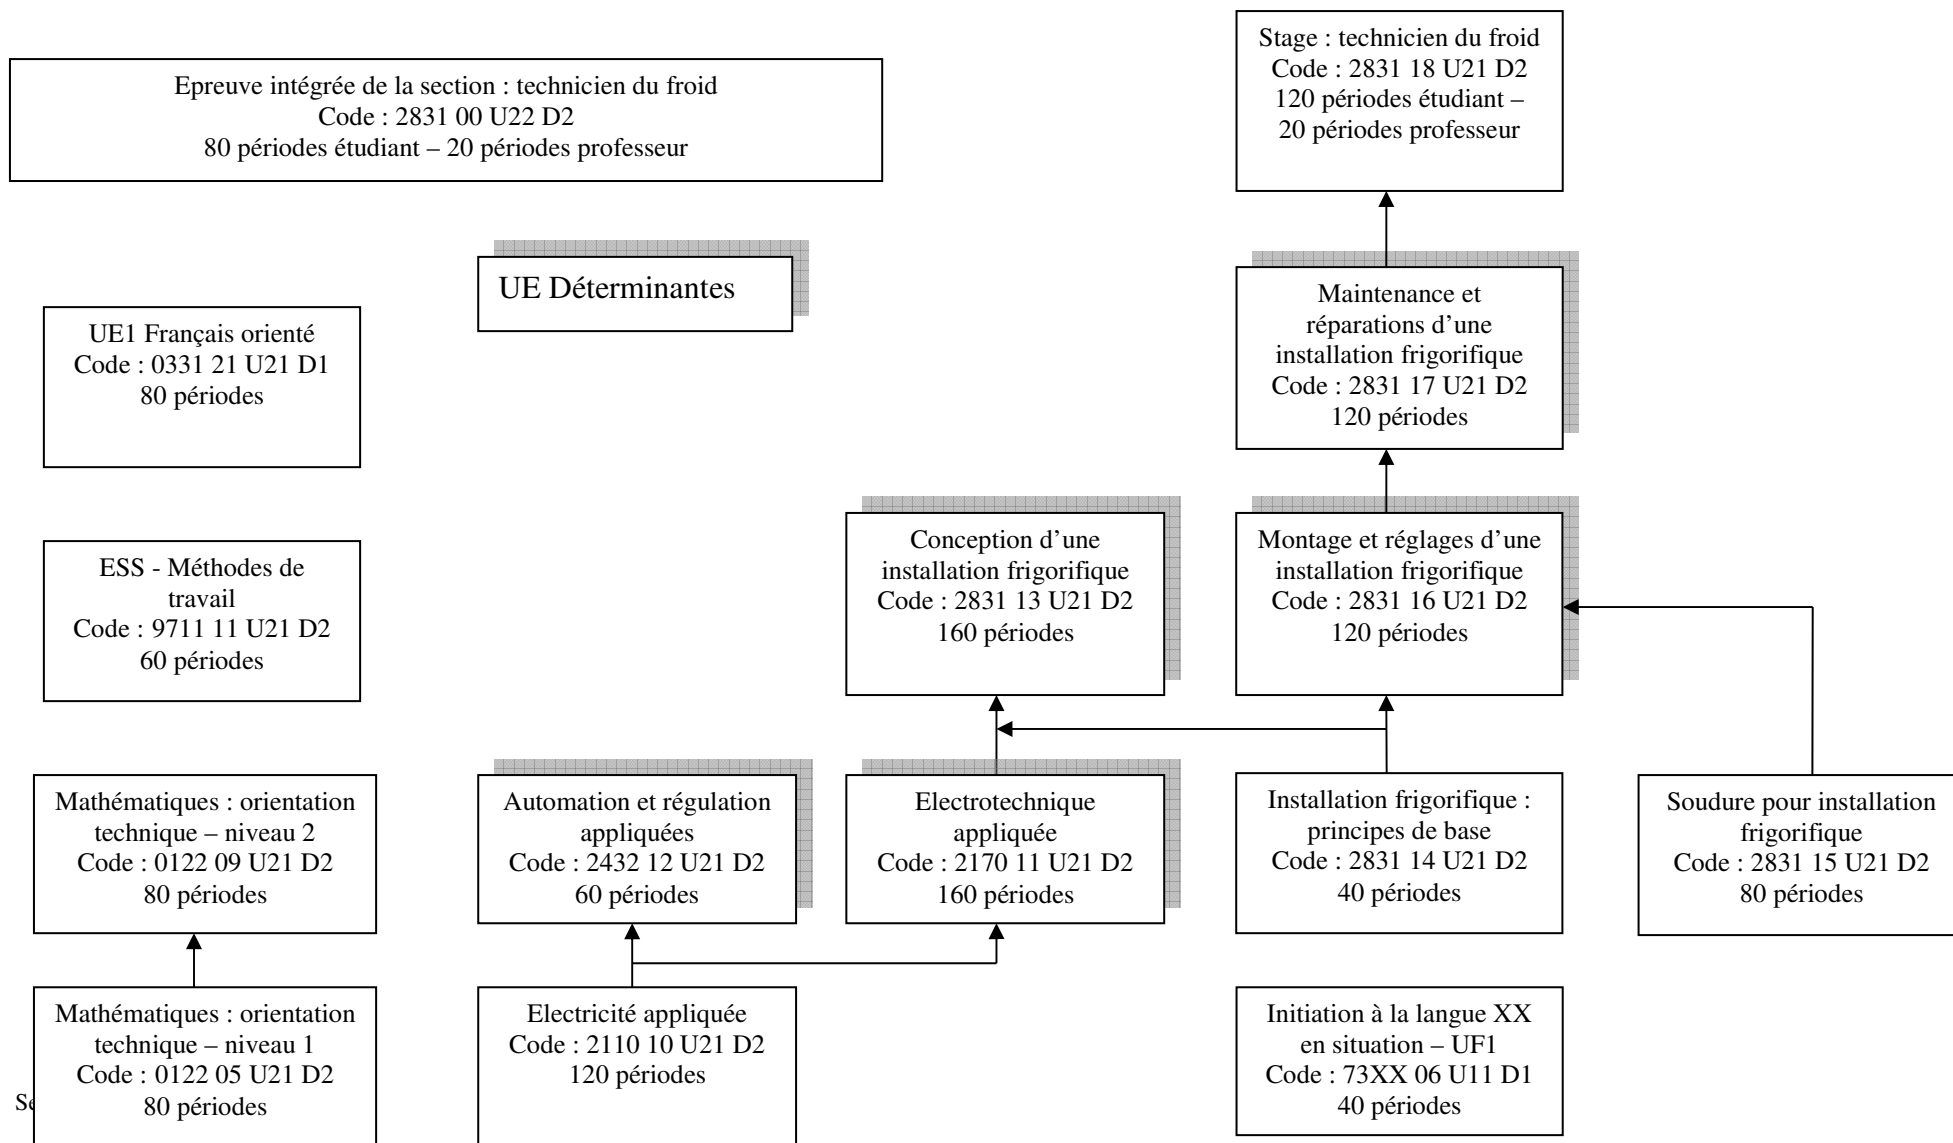 Epreuve intégrée de la section : technicien du froid
Code : 2831 00 U22 D2
80 périodes étudiant – 20 périodes professeur
Stage : technicien du froid
Code : 2831 18 U21 D2
120 périodes étudiant –
20 périodes professeur
UE Déterminantes
UE1 Français orienté
Code : 0331 21 U21 D1
80 périodes
Maintenance et
réparations d’une
installation frigorifique
Code : 2831 17 U21 D2
120 périodes
ESS - Méthodes de
travail
Code : 9711 11 U21 D2
60 périodes
Conception d’une
installation frigorifique
Code : 2831 13 U21 D2
160 périodes
Montage et réglages d’une
installation frigorifique
Code : 2831 16 U21 D2
120 périodes
Mathématiques : orientation
technique – niveau 2
Code : 0122 09 U21 D2
80 périodes
Automation et régulation
appliquées
Code : 2432 12 U21 D2
60 périodes
Electrotechnique
appliquée
Code : 2170 11 U21 D2
160 périodes
Installation frigorifique :
principes de base
Code : 2831 14 U21 D2
40 périodes
Soudure pour installation
frigorifique
Code : 2831 15 U21 D2
80 périodes
Mathématiques : orientation
technique – niveau 1
Code : 0122 05 U21 D2
80 périodes
Electricité appliquée
Code : 2110 10 U21 D2
120 périodes
Initiation à la langue XX
en situation – UF1
Code : 73XX 06 U11 D1
40 périodes